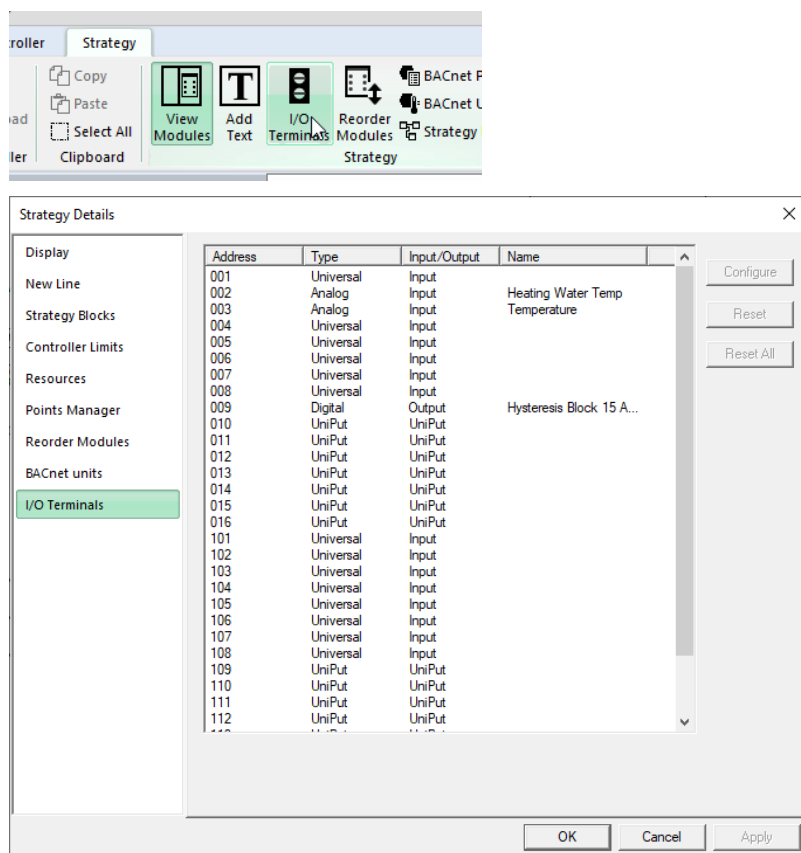 roller Strategy
Copy
Paste
ad
Select All
ler Clipboard
View Modules
Add Text
I/O Terminals
Reorder Modules
BACnet P
BACnet U
Strategy
Strategy
Strategy Details
Display
New Line
Strategy Blocks
Controller Limits
Resources
Points Manager
Reorder Modules
BACnet units
I/O Terminals
Address Type Input/Output Name
001 Universal Input
002 Analog Input Heating Water Temp
003 Analog Input Temperature
004 Universal Input
005 Universal Input
006 Universal Input
007 Universal Input
008 Universal Input
009 Digital Output Hysteresis Block 15 A...
010 UniPut UniPut
011 UniPut UniPut
012 UniPut UniPut
013 UniPut UniPut
014 UniPut UniPut
015 UniPut UniPut
016 UniPut UniPut
101 Universal Input
102 Universal Input
103 Universal Input
104 Universal Input
105 Universal Input
106 Universal Input
107 Universal Input
108 Universal Input
109 UniPut UniPut
110 UniPut UniPut
111 UniPut UniPut
112 UniPut UniPut
Configure
Reset
Reset All
OK Cancel Apply